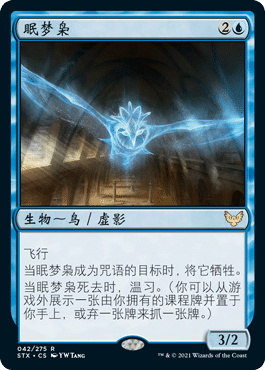 眠梦枭 2
生物～鸟 / 虚影
飞行
当眠梦枭成为咒语的目标时，将它牺牲。
当眠梦枭死去时，温习。（你可以从游
戏外展示一张由你拥有的课程牌并置于
你手上，或弃一张牌来抓一张牌。）
3/2
042/275 R
STX • CS YW Tang
™ & © 2021 Wizards of the Coast